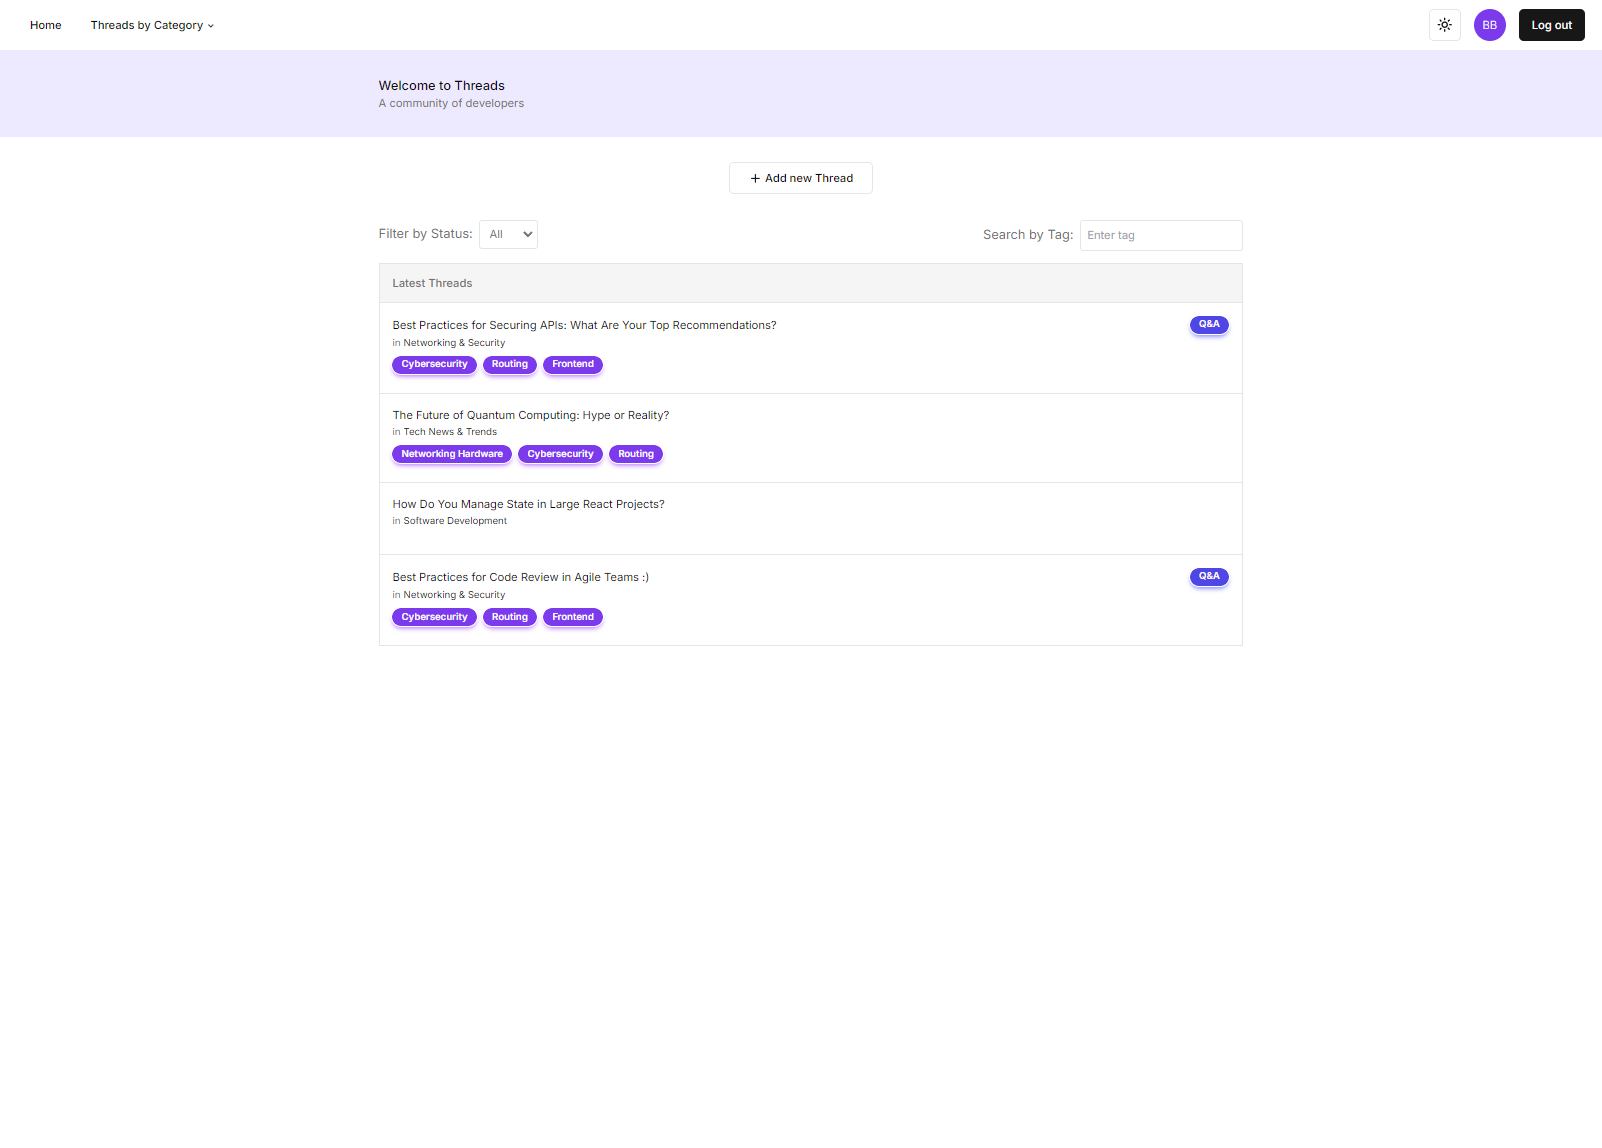 Home Threads by Category BB Log out
Welcome to Threads
A community of developers
+ Add new Thread
Filter by Status: All Search by Tag: Enter tag
Latest Threads
Best Practices for Securing APIs: What Are Your Top Recommendations? Q&A
in Networking & Security
Cybersecurity Routing Frontend
The Future of Quantum Computing: Hype or Reality?
in Tech News & Trends
Networking Hardware Cybersecurity Routing
How Do You Manage State in Large React Projects?
in Software Development
Best Practices for Code Review in Agile Teams :) Q&A
in Networking & Security
Cybersecurity Routing Frontend